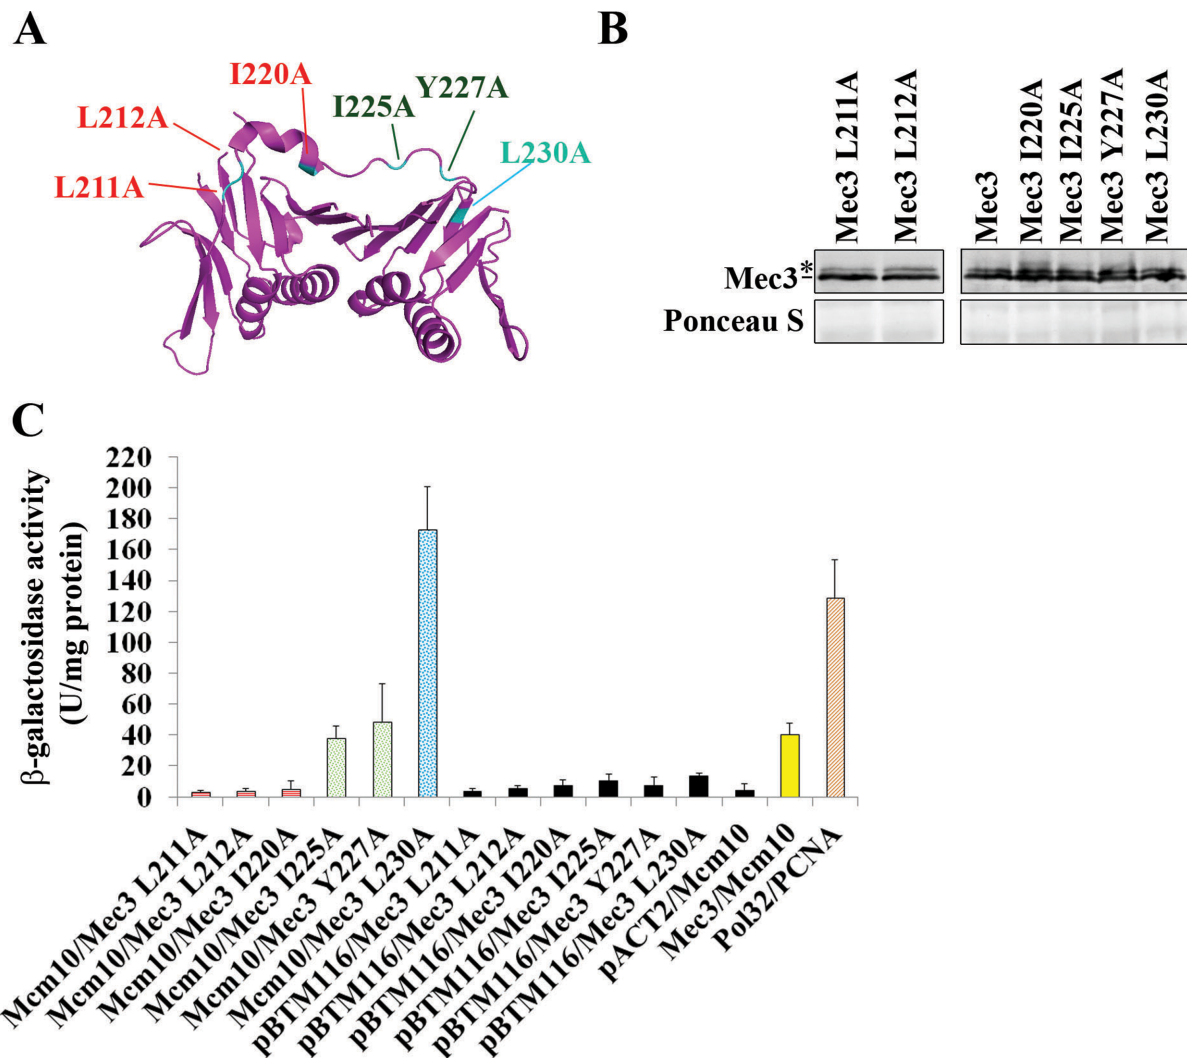 A
I220A
Y227A
I225A
L212A
L230A
L211A
B
Mec3 L211A
Mec3 L212A
Mec3
Mec3 I220A
Mec3 I225A
Mec3 Y227A
Mec3 L230A
Mec3*
Ponceau S
C
β-galactosidase activity
(U/mg protein)
220
200
180
160
140
120
100
80
60
40
20
0
Mcm10/Mec3 L211A
Mcm10/Mec3 L212A
Mcm10/Mec3 I220A
Mcm10/Mec3 I225A
Mcm10/Mec3 Y227A
Mcm10/Mec3 L230A
pBTM116/Mec3 L211A
pBTM116/Mec3 L212A
pBTM116/Mec3 I220A
pBTM116/Mec3 I225A
pBTM116/Mec3 Y227A
pBTM116/Mec3 L230A
pACT2/Mcm10
Mec3/Mcm10
Pol32/PCNA